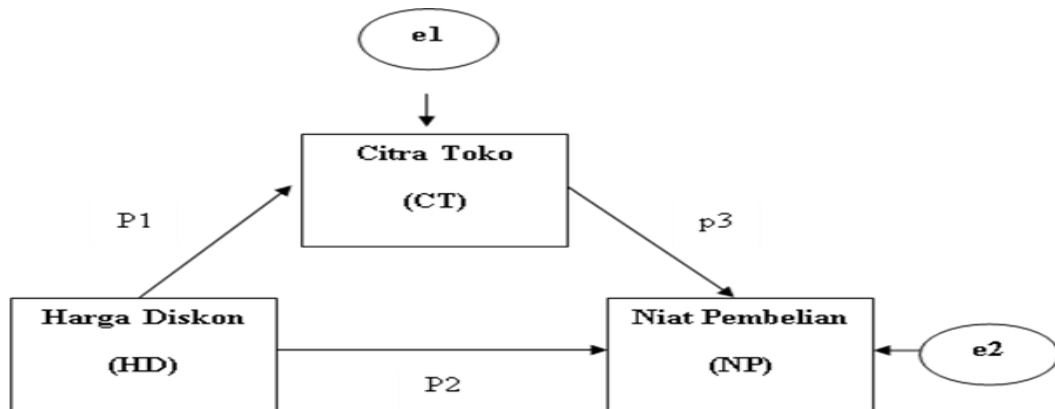 e1
Citra Toko
(CT)
P1
p3
Harga Diskon
(HD)
Niat Pembelian
(NP)
e2
P2